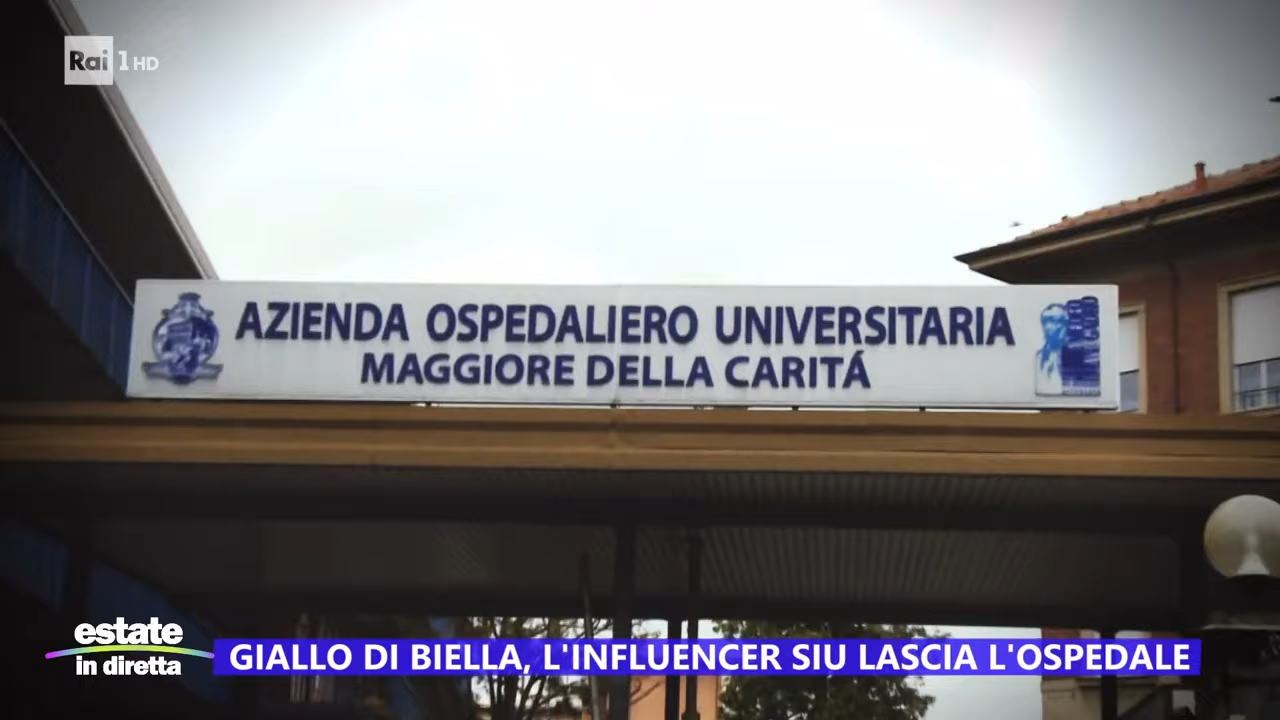 Rai 1 HD
AZIENDA OSPEDALIERO UNIVERSITARIA
MAGGIORE DELLA CARITÁ
estate
in diretta
GIALLO DI BIELLA, L'INFLUENCER SIU LASCIA L'OSPEDALE